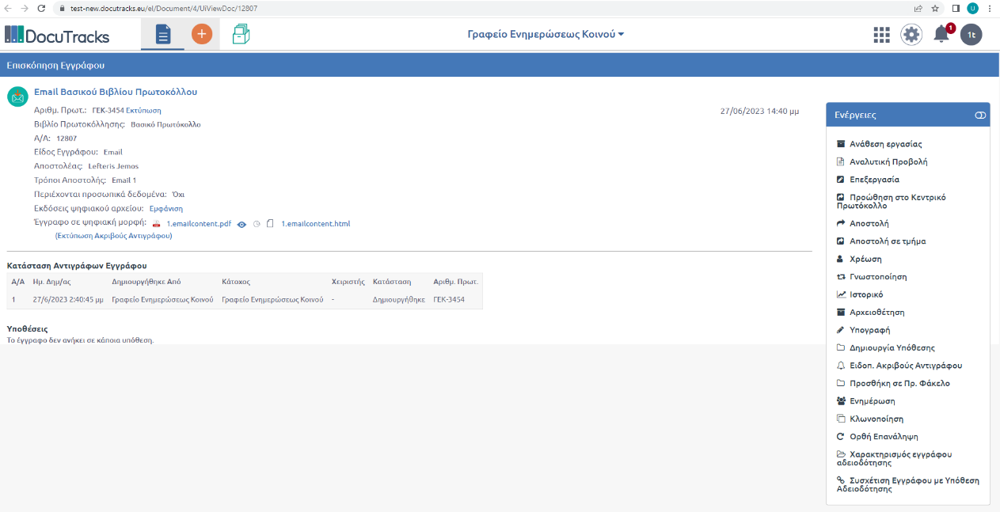 test-new.docutracks.eu/el/Document/4/UiViewDoc/12807
U
DocuTracks
Γραφείο Ενημερώσεως Κοινού
1
1t
Επισκόπηση Εγγράφου
Email Βασικού Βιβλίου Πρωτοκόλλου
Αριθμ. Πρωτ.: ΓΕΚ-3454 Εκτύπωση
27/06/2023 14:40 μμ
Βιβλίο Πρωτοκόλλησης: Βασικό Πρωτόκολλο
Α/Α: 12807
Είδος Εγγράφου: Email
Αποστολέας: Lefteris Jemos
Τρόποι Αποστολής: Email 1
Περιέχονται προσωπικά δεδομένα: Όχι
Εκδόσεις ψηφιακού αρχείου: Εμφάνιση
Έγγραφο σε ψηφιακή μορφή: 1.emailcontent.pdf 1.emailcontent.html
(Εκτύπωση Ακριβούς Αντιγράφου)
Κατάσταση Αντιγράφων Εγγράφου
Α/Α Ημ. Δημ/ας Δημιουργήθηκε Από Κάτοχος Χειριστής Κατάσταση Αριθμ. Πρωτ.
1 27/6/2023 2:40:45 μμ Γραφείο Ενημερώσεως Κοινού Γραφείο Ενημερώσεως Κοινού - Δημιουργήθηκε ΓΕΚ-3454
Υποθέσεις
Το έγγραφο δεν ανήκει σε κάποια υπόθεση.
Ενέργειες
Ανάθεση εργασίας
Αναλυτική Προβολή
Επεξεργασία
Προώθηση στο Κεντρικό
Πρωτόκολλο
Αποστολή
Αποστολή σε τμήμα
Χρέωση
Γνωστοποίηση
Ιστορικό
Αρχειοθέτηση
Υπογραφή
Δημιουργία Υπόθεσης
Ειδοπ. Ακριβούς Αντιγράφου
Προσθήκη σε Πρ. Φάκελο
Ενημέρωση
Κλωνοποίηση
Ορθή Επανάληψη
Χαρακτηρισμός εγγράφου
αδειοδότησης
Συσχέτιση Εγγράφου με Υπόθεση
Αδειοδότησης